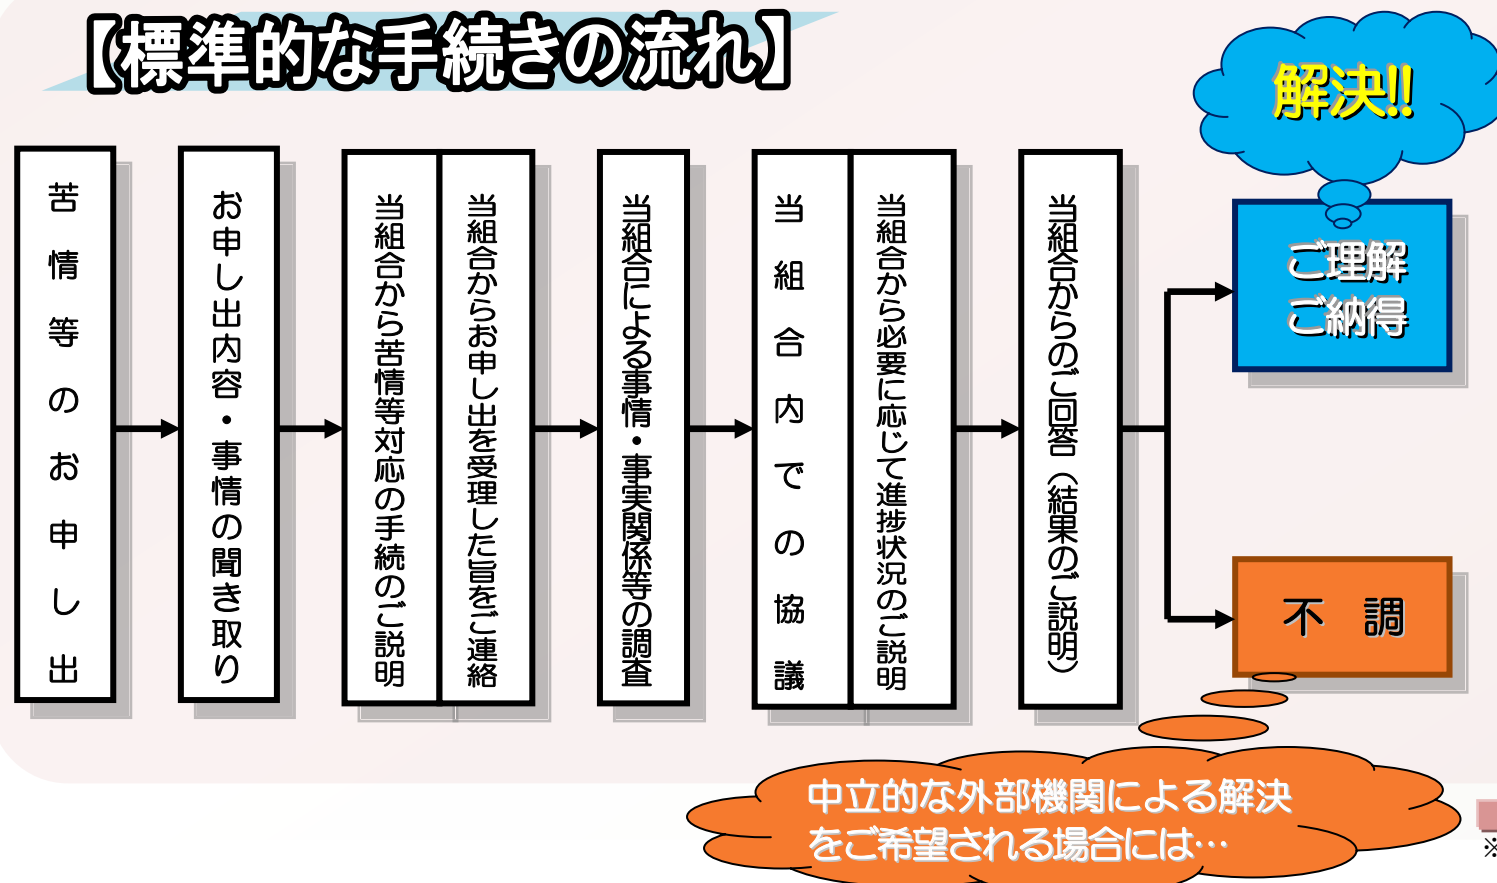 【標準的な手続きの流れ】
苦情等のお申し出
お申し出内容・事情の聞き取り
当組合から苦情等対応の手続のご説明
当組合からお申し出を受理した旨をご連絡
当組合による事情・事実関係等の調査
当組合内での協議
当組合から必要に応じて進捗状況のご説明
当組合からのご回答（結果のご説明）
解決!!
ご理解
ご納得
不　調
中立的な外部機関による解決
をご希望される場合には…
※